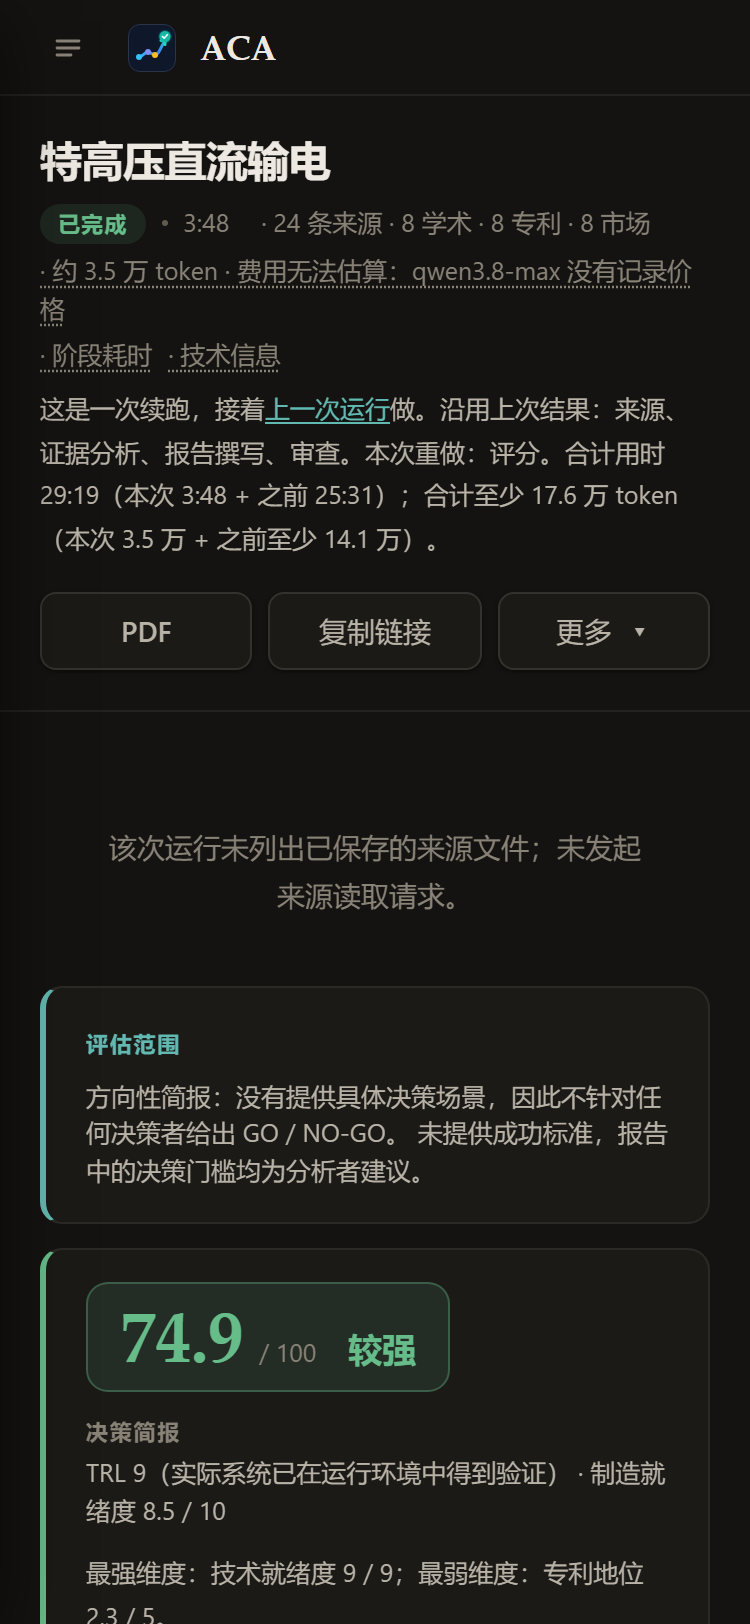 ACA
特高压直流输电
已完成 • 3:48 · 24 条来源 · 8 学术 · 8 专利 · 8 市场
· 约 3.5 万 token · 费用无法估算：qwen3.8-max 没有记录价
格
· 阶段耗时 · 技术信息
这是一次续跑，接着上一次运行做。沿用上次结果：来源、
证据分析、报告撰写、审查。本次重做：评分。合计用时
29:19（本次 3:48 + 之前 25:31）；合计至少 17.6 万 token
（本次 3.5 万 + 之前至少 14.1 万）。
PDF 复制链接 更多 ▼
该次运行未列出已保存的来源文件；未发起
来源读取请求。
评估范围
方向性简报：没有提供具体决策场景，因此不针对任
何决策者给出 GO / NO-GO。 未提供成功标准，报告
中的决策门槛均为分析者建议。
74.9 / 100 较强
决策简报
TRL 9（实际系统已在运行环境中得到验证） · 制造就
绪度 8.5 / 10
最强维度：技术就绪度 9 / 9；最弱维度：专利地位
2.3 / 5。